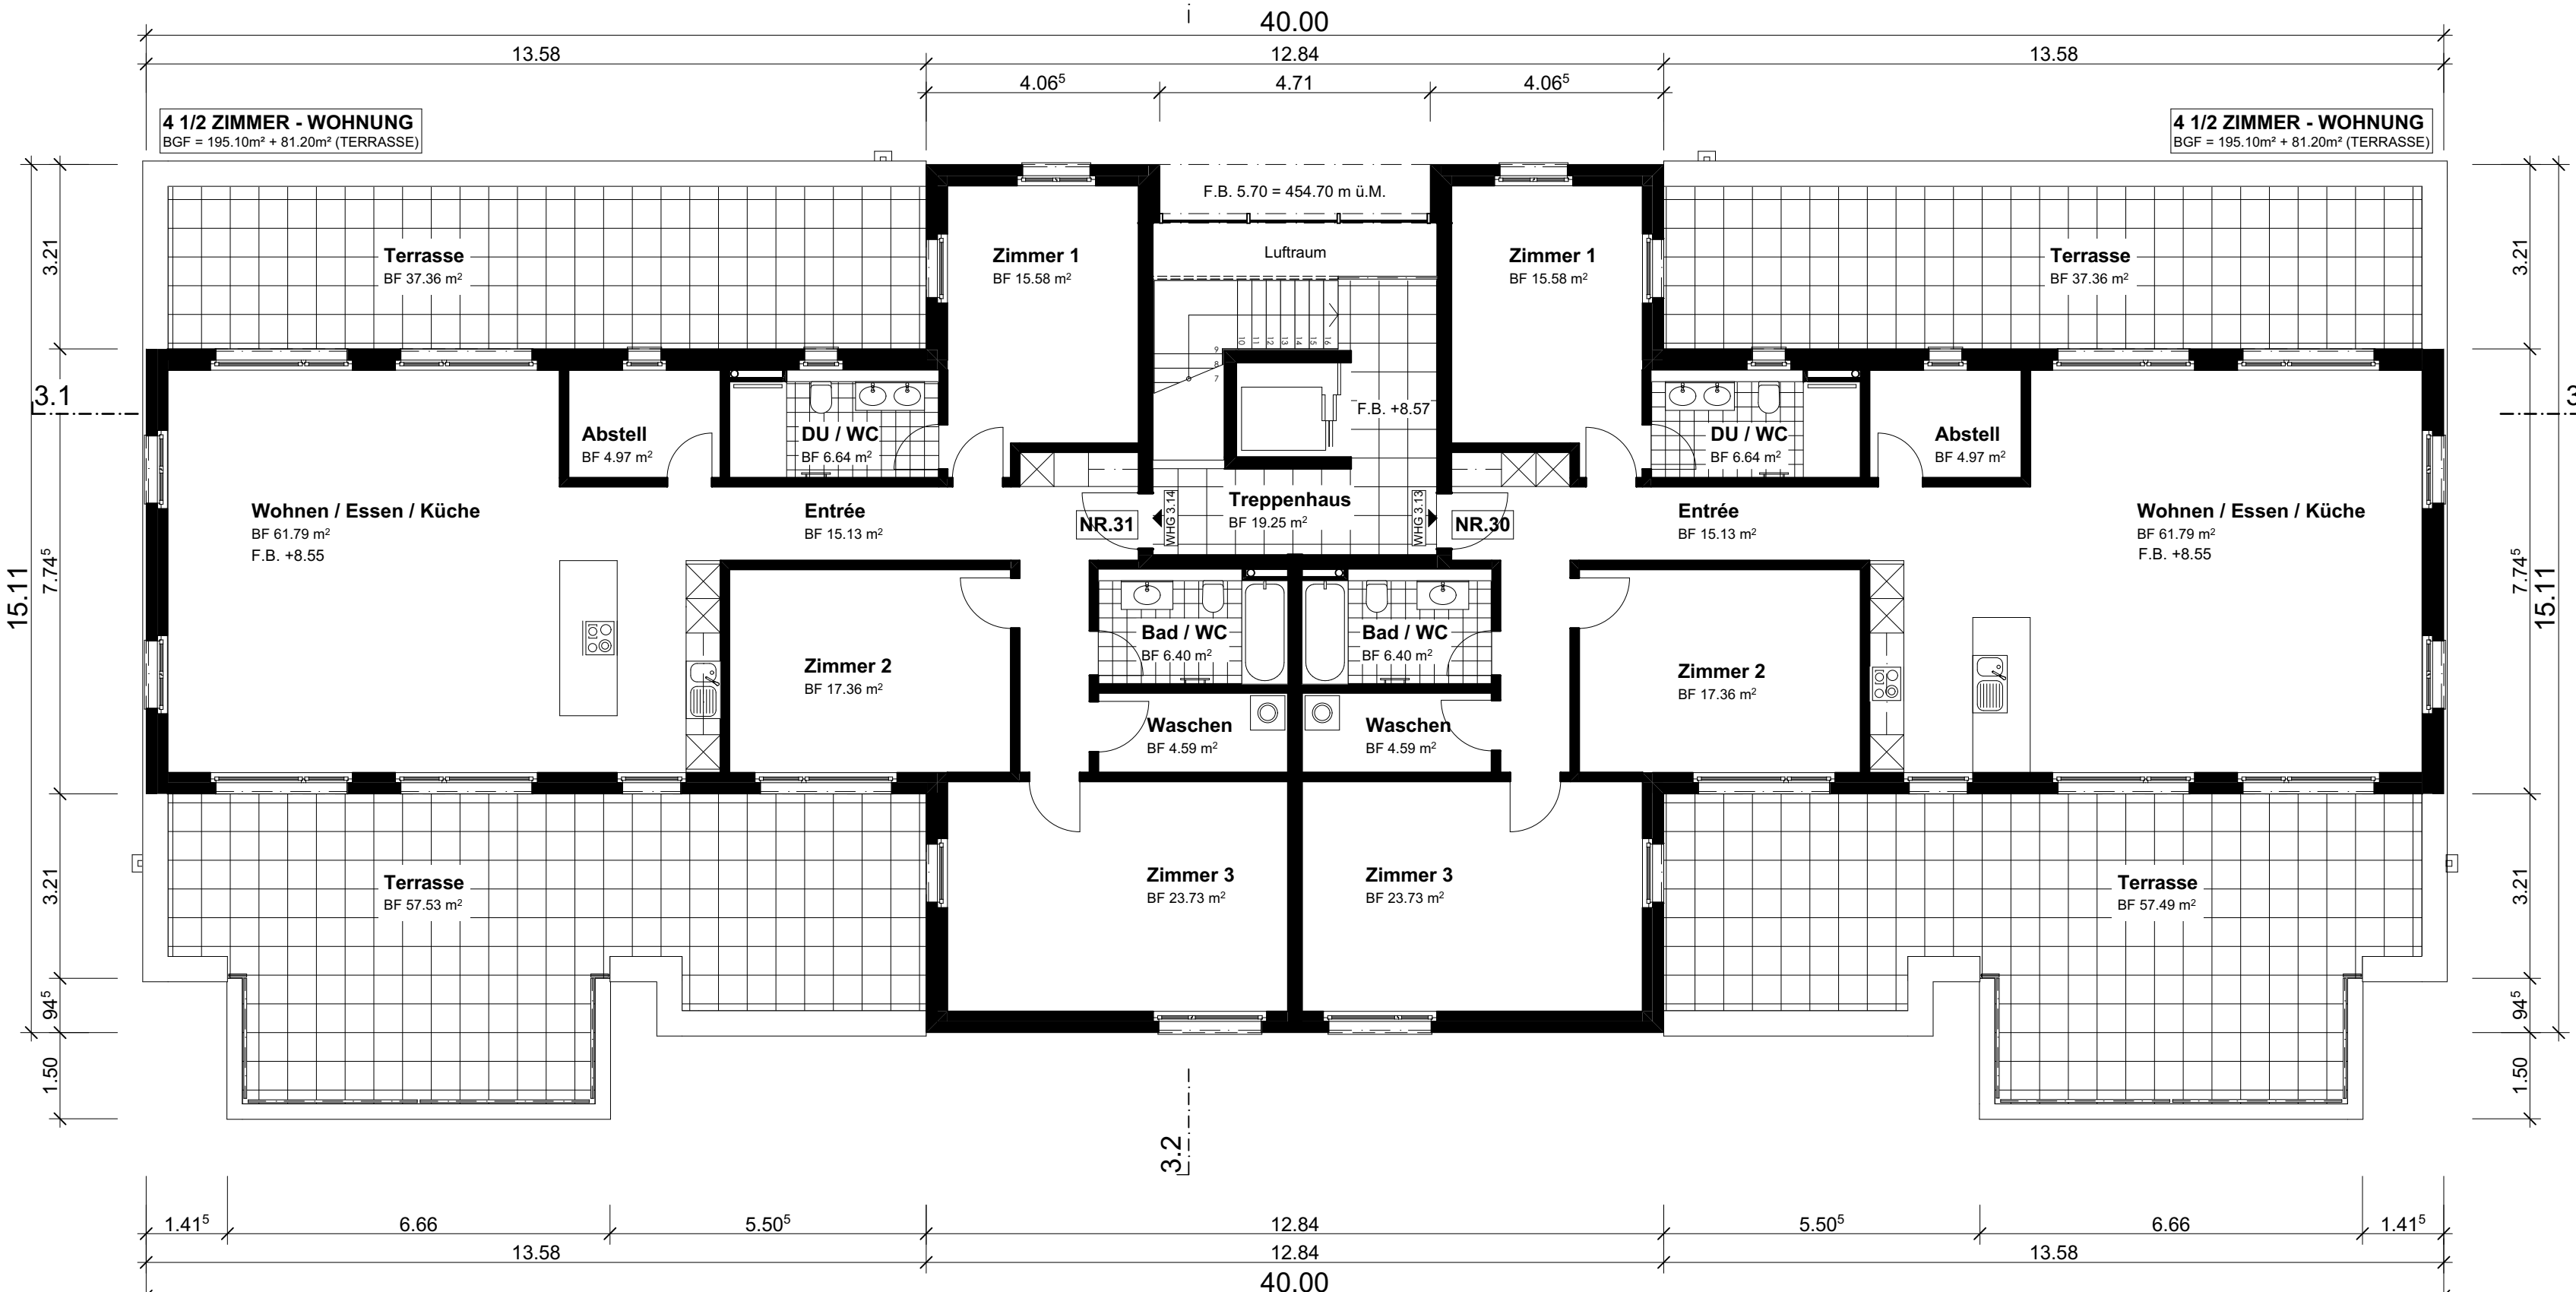 40.00
13.58 12.84 13.58
4.06⁵ 4.71 4.06⁵
4 1/2 ZIMMER - WOHNUNG
BGF = 195.10m² + 81.20m² (TERRASSE)
4 1/2 ZIMMER - WOHNUNG
BGF = 195.10m² + 81.20m² (TERRASSE)
F.B. 5.70 = 454.70 m ü.M.
Luftraum
Terrasse
BF 37.36 m²
Zimmer 1
BF 15.58 m²
Zimmer 1
BF 15.58 m²
Terrasse
BF 37.36 m²
3.21
3.21
10 11 12 13 14 15 16
9
8
7
3.1
3
F.B. +8.57
Abstell
BF 4.97 m²
DU / WC
BF 6.64 m²
DU / WC
BF 6.64 m²
Abstell
BF 4.97 m²
Wohnen / Essen / Küche
BF 61.79 m²
F.B. +8.55
Entrée
BF 15.13 m²
NR.31
WHG 3.14
Treppenhaus
BF 19.25 m²
WHG 3.13
NR.30
Entrée
BF 15.13 m²
Wohnen / Essen / Küche
BF 61.79 m²
F.B. +8.55
15.11
7.74⁵
7.74⁵
15.11
Zimmer 2
BF 17.36 m²
Bad / WC
BF 6.40 m²
Bad / WC
BF 6.40 m²
Zimmer 2
BF 17.36 m²
Waschen
BF 4.59 m²
Waschen
BF 4.59 m²
Terrasse
BF 57.53 m²
Zimmer 3
BF 23.73 m²
Zimmer 3
BF 23.73 m²
Terrasse
BF 57.49 m²
3.21
3.21
94⁵
94⁵
1.50
1.50
3.2
1.41⁵ 6.66 5.50⁵ 12.84 5.50⁵ 6.66 1.41⁵
13.58 12.84 13.58
40.00